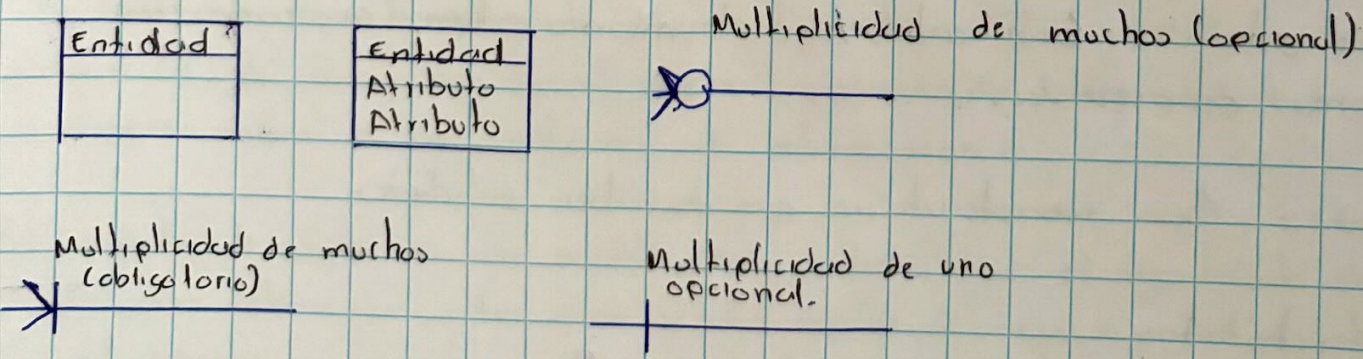 Entidad
Entidad
Atributo
Atributo
Multiplicidad de muchos (opcional)
Multiplicidad de muchos
(obligatorio)
Multiplicidad de uno
opcional.